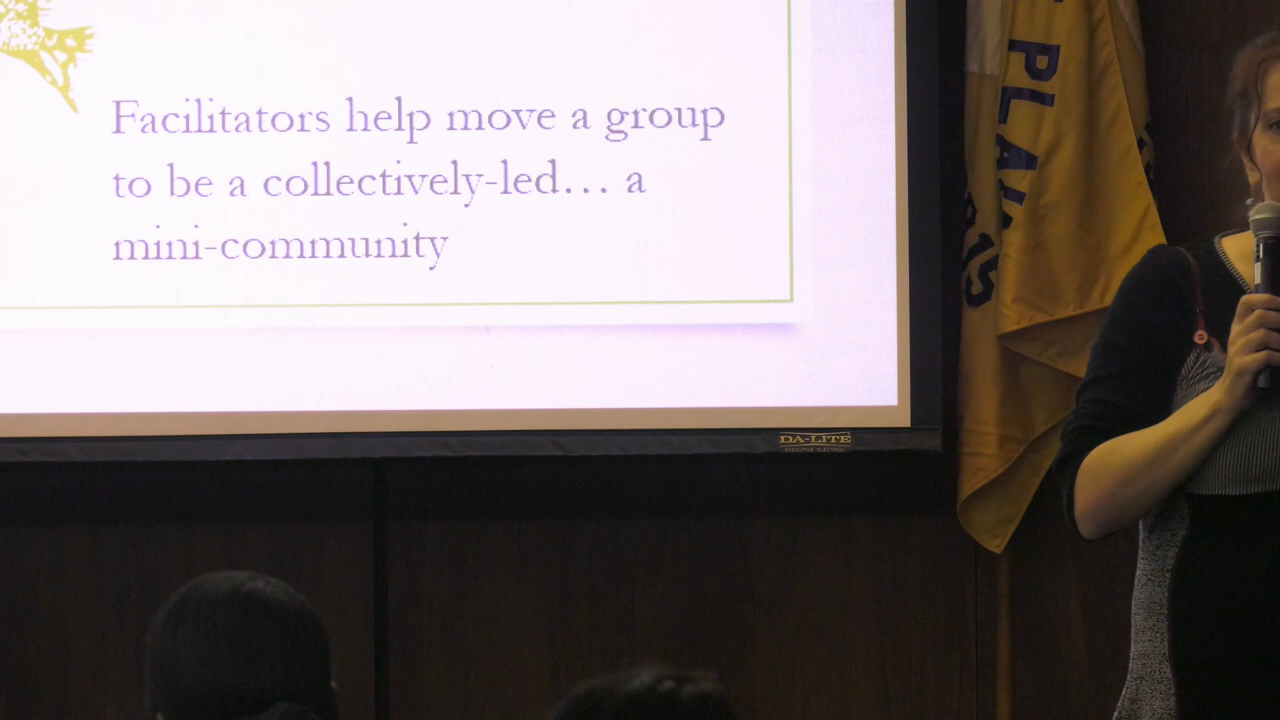 Facilitators help move a group
to be a collectively-led… a
mini-community
DA-LITE
PLA